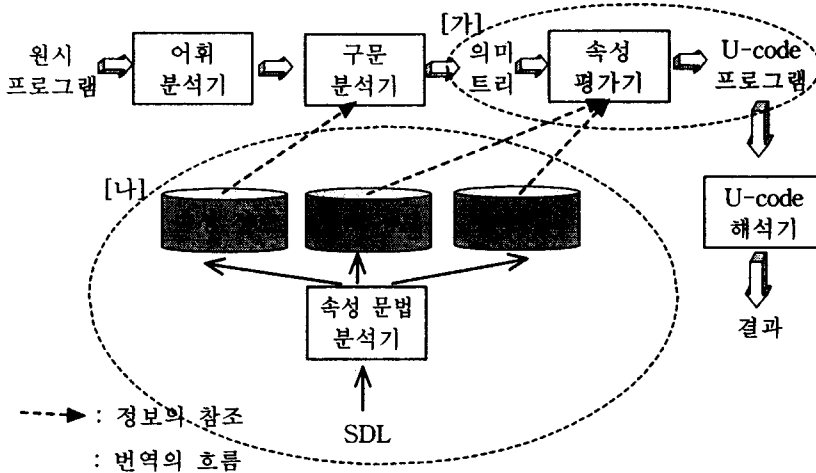 [가]
원시
프로그램
어휘
분석기
구문
분석기
의미
트리
속성
평가기
U-code
프로그램
[나]
U-code
해석기
결과
속성 문법
분석기
SDL
: 정보의 참조
: 번역의 흐름